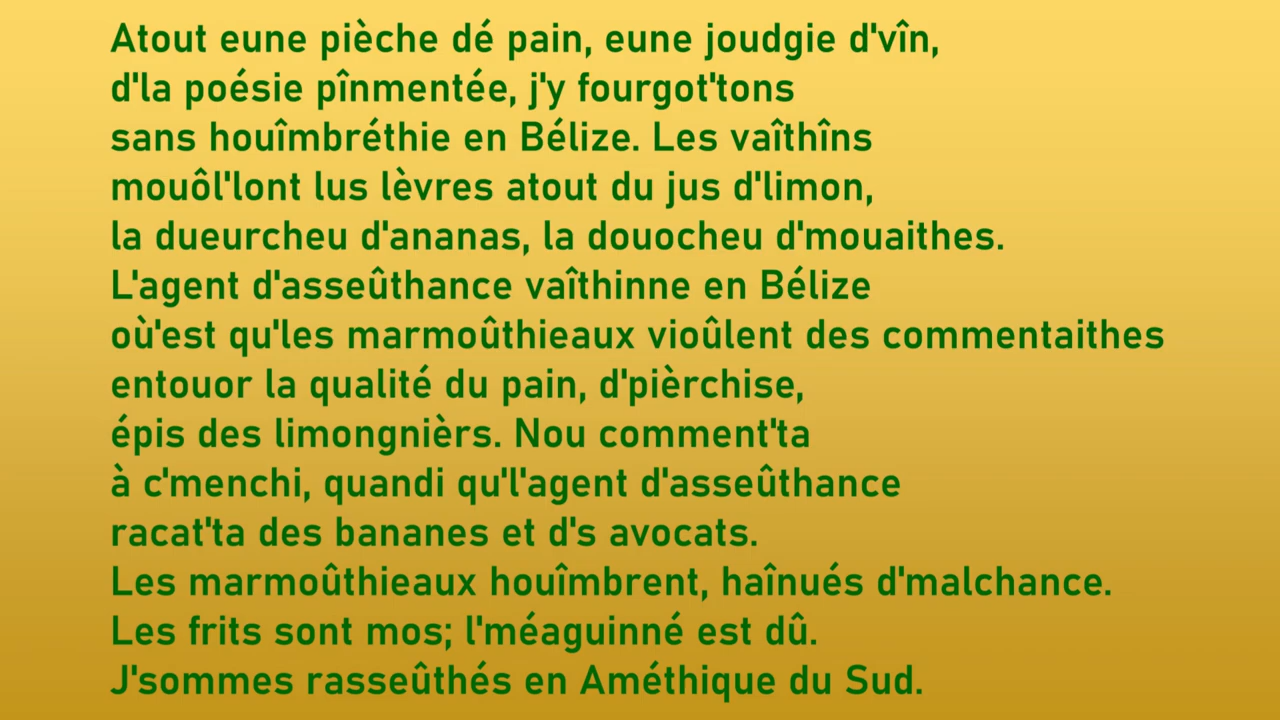 Atout eune pièche dé pain, eune joudgie d'vîn,
d'la poésie pînmentée, j'y fourgot'tons
sans houîmbréthie en Bélize. Les vaîthîns
mouôl'lont lus lèvres atout du jus d'limon,
la dueurcheu d'ananas, la douocheu d'mouaithes.
L'agent d'asseûthance vaîthinne en Bélize
où'est qu'les marmoûthieaux vioûlent des commentaithes
entouor la qualité du pain, d'pièrchise,
épis des limongnièrs. Nou comment'ta
à c'menchi, quandi qu'l'agent d'asseûthance
racat'ta des bananes et d's avocats.
Les marmoûthieaux houîmbrent, haînués d'malchance.
Les frits sont mos; l'méaguinné est dû.
J'sommes rasseûthés en Améthique du Sud.